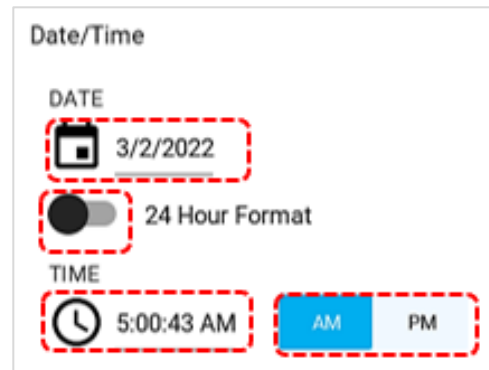 Date/Time
DATE
3/2/2022
24 Hour Format
TIME
5:00:43 AM AM PM